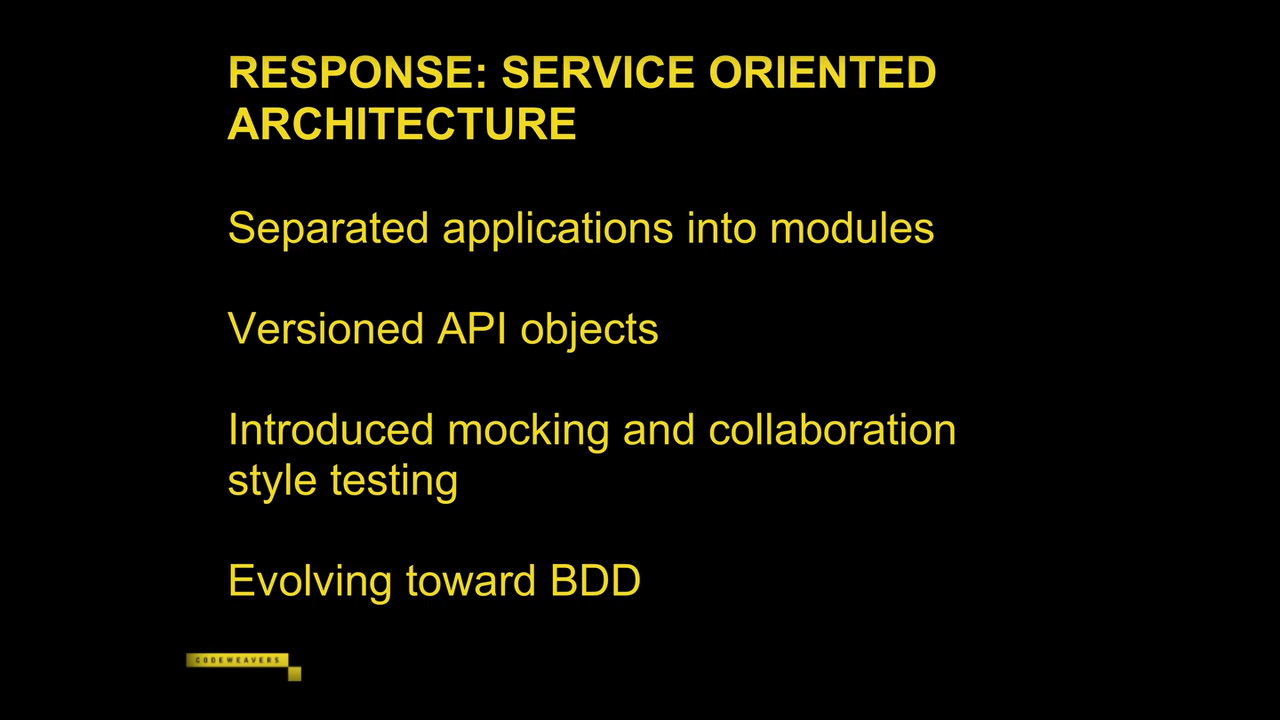 RESPONSE: SERVICE ORIENTED
ARCHITECTURE
Separated applications into modules
Versioned API objects
Introduced mocking and collaboration
style testing
Evolving toward BDD
CODEWEAVERS